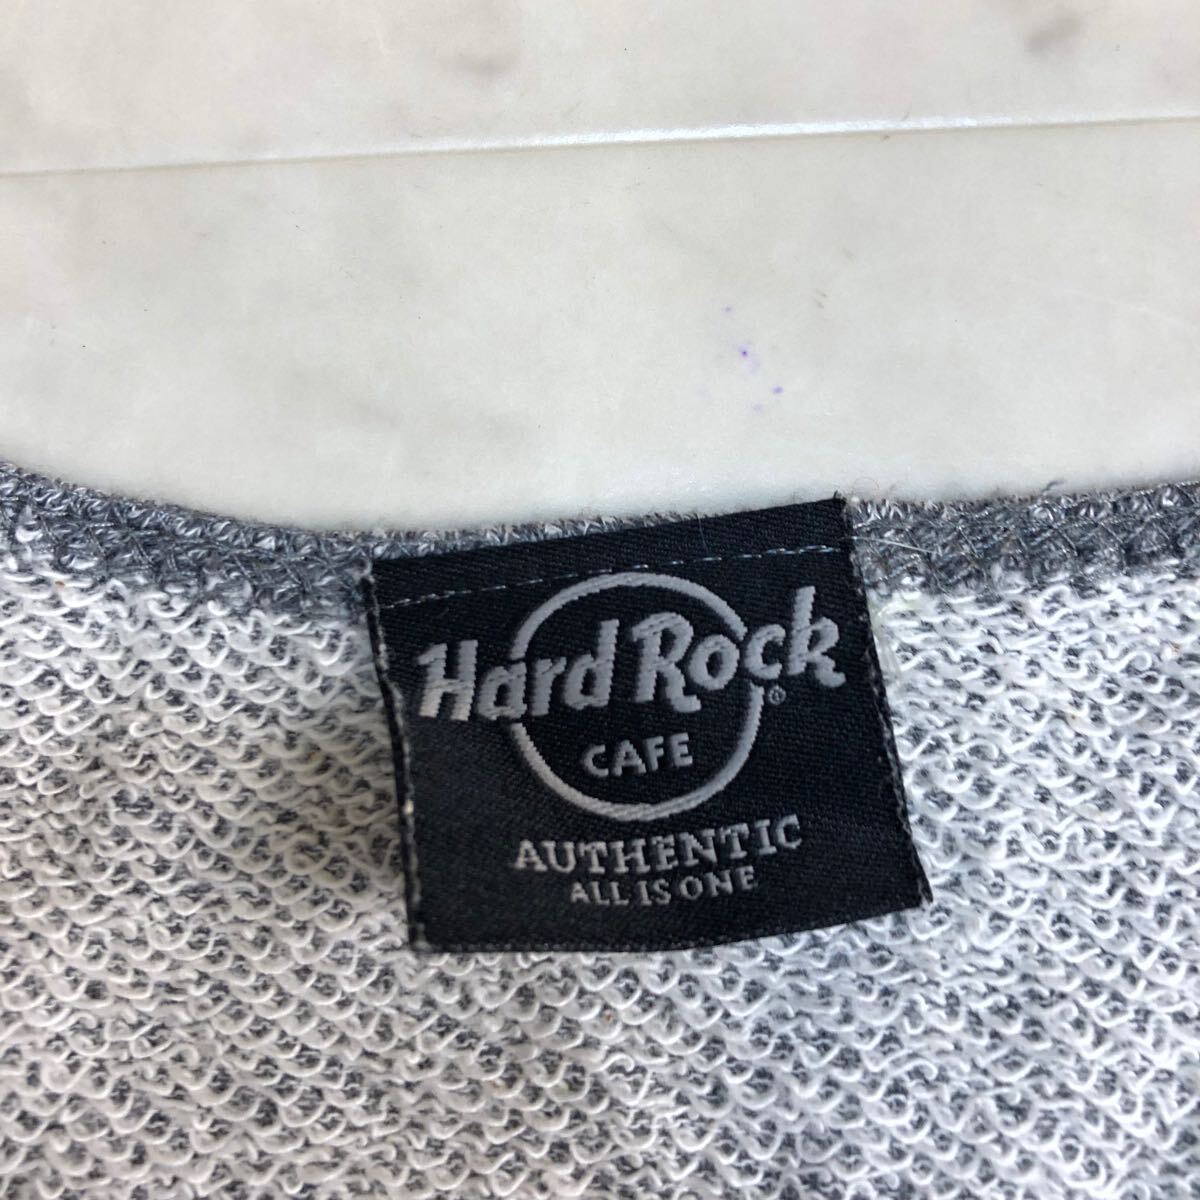 Hard Rock ®
CAFE
AUTHENTIC
ALL IS ONE